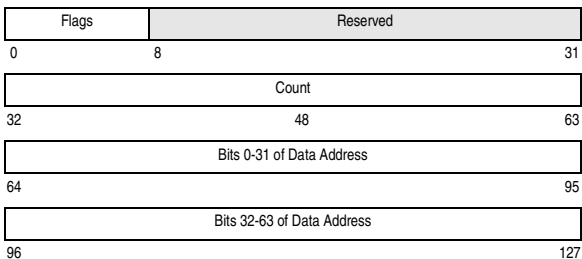 Flags Reserved
0 8 31
Count
32 48 63
Bits 0-31 of Data Address
64 95
Bits 32-63 of Data Address
96 127